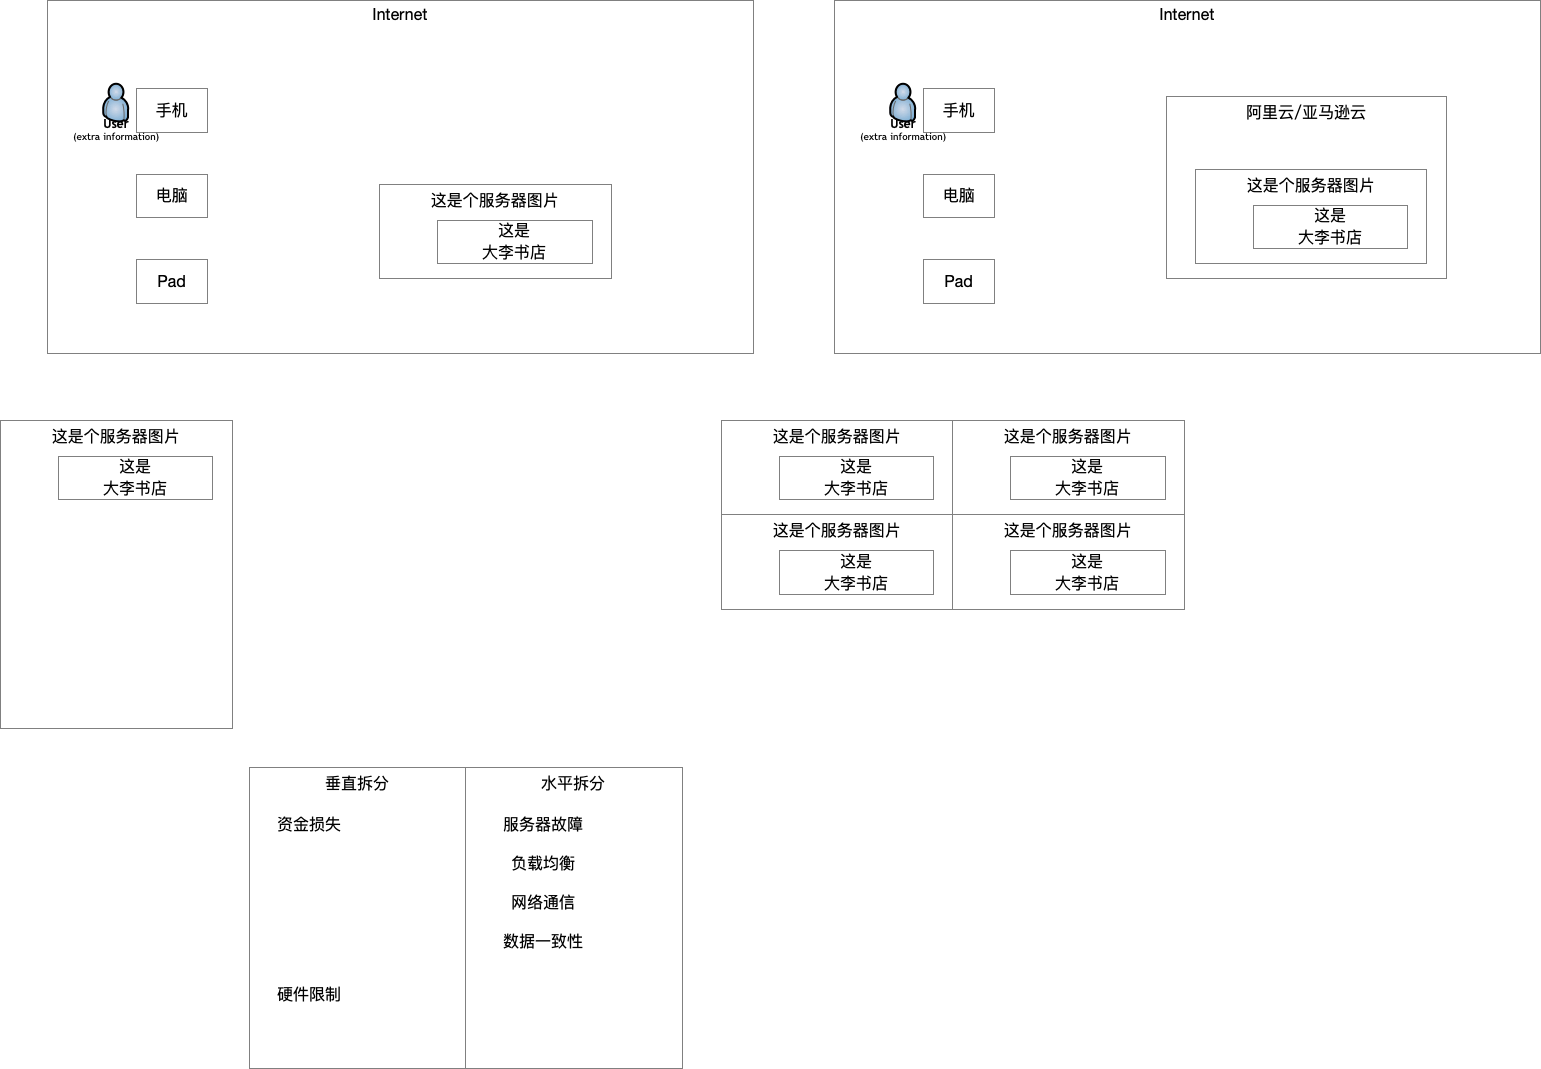 Internet
User
(extra information)
手机
电脑
Pad
这是个服务器图片
这是
大李书店
Internet
User
(extra information)
手机
电脑
Pad
阿里云/亚马逊云
这是个服务器图片
这是
大李书店
这是个服务器图片
这是
大李书店
这是个服务器图片
这是
大李书店
这是个服务器图片
这是
大李书店
这是个服务器图片
这是
大李书店
这是个服务器图片
这是
大李书店
垂直拆分
资金损失
硬件限制
水平拆分
服务器故障
负载均衡
网络通信
数据一致性